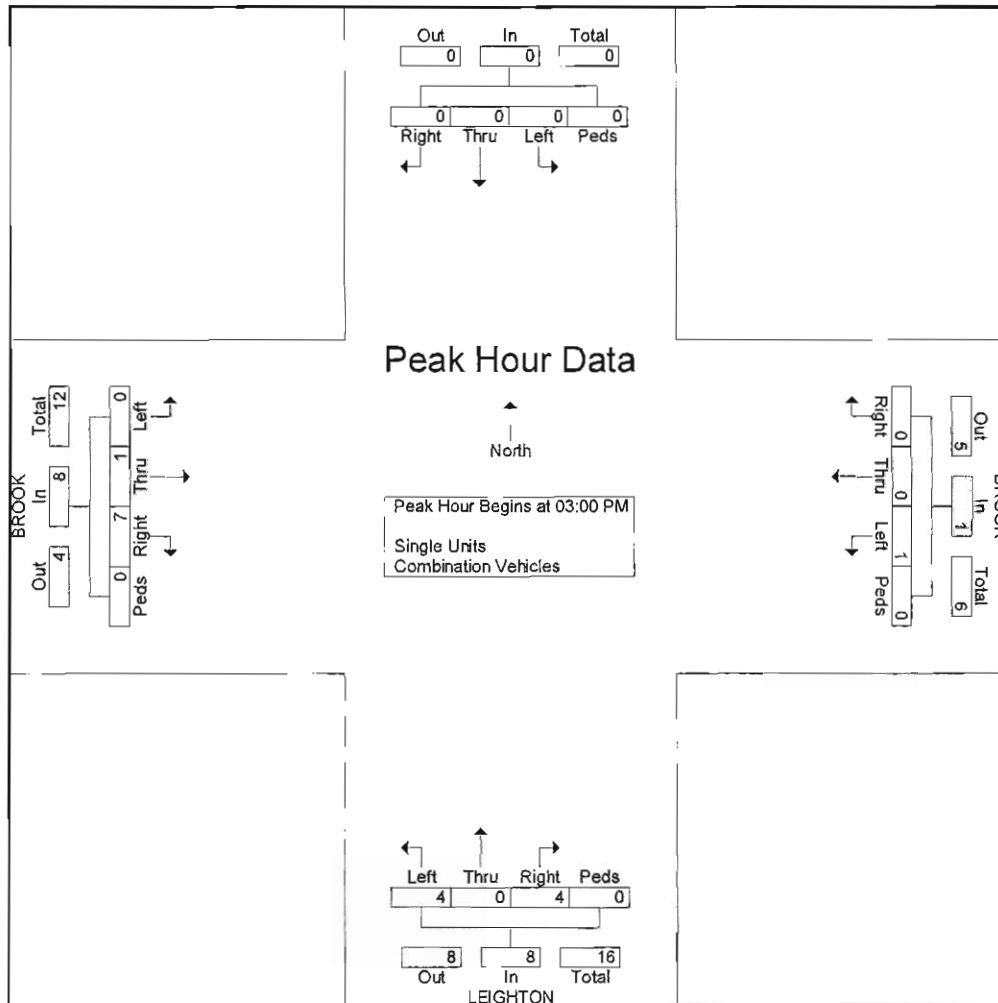 Out In Total
0 0 0
0 0 0 0
Right Thru Left Peds
Peak Hour Data
North
Peak Hour Begins at 03:00 PM
Single Units
Combination Vehicles
BROOK
Out In Total
4 8 12
0 7 1 0
Peds Right Thru Left
Right Thru Left Peds
0 0 1 0
Out In Total
5 1 6
Left Thru Right Peds
4 0 4 0
8 8 16
Out In Total
LEIGHTON